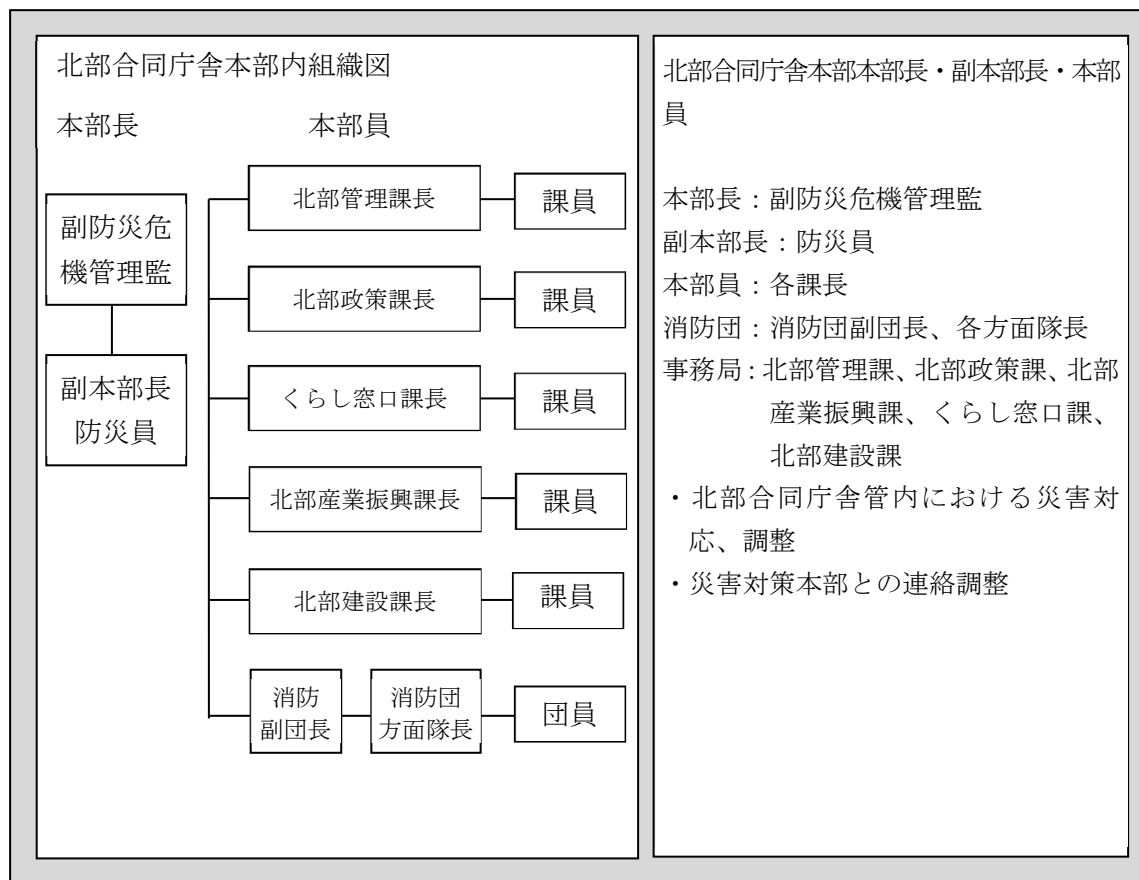 北部合同庁舎本部内組織図
本部長
本部員
副防災危
機管理監
副本部長
防災員
北部管理課長
課員
北部政策課長
課員
くらし窓口課長
課員
北部産業振興課長
課員
北部建設課長
課員
消防
副団長
消防団
方面隊長
団員
北部合同庁舎本部本部長・副本部長・本部
員
本部長：副防災危機管理監
副本部長：防災員
本部員：各課長
消防団：消防団副団長、各方面隊長
事務局：北部管理課、北部政策課、北部
産業振興課、くらし窓口課、
北部建設課
・北部合同庁舎管内における災害対
応、調整
・災害対策本部との連絡調整